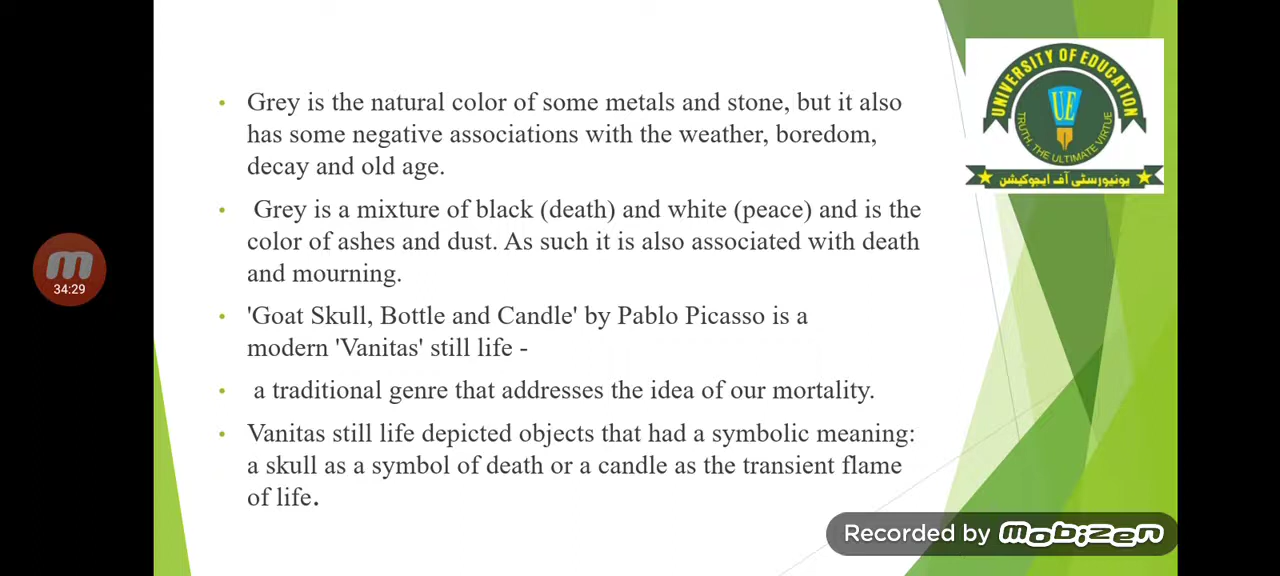 Grey is the natural color of some metals and stone, but it also
has some negative associations with the weather, boredom,
decay and old age.
Grey is a mixture of black (death) and white (peace) and is the
color of ashes and dust. As such it is also associated with death
and mourning.
'Goat Skull, Bottle and Candle' by Pablo Picasso is a
modern 'Vanitas' still life -
a traditional genre that addresses the idea of our mortality.
Vanitas still life depicted objects that had a symbolic meaning:
a skull as a symbol of death or a candle as the transient flame
of life.
UNIVERSITY OF EDUCATION
UE
TRUTH, THE ULTIMATE VIRTUE
یونیورسٹی آف ایجوکیشن
m
34:29
Recorded by Mobizen